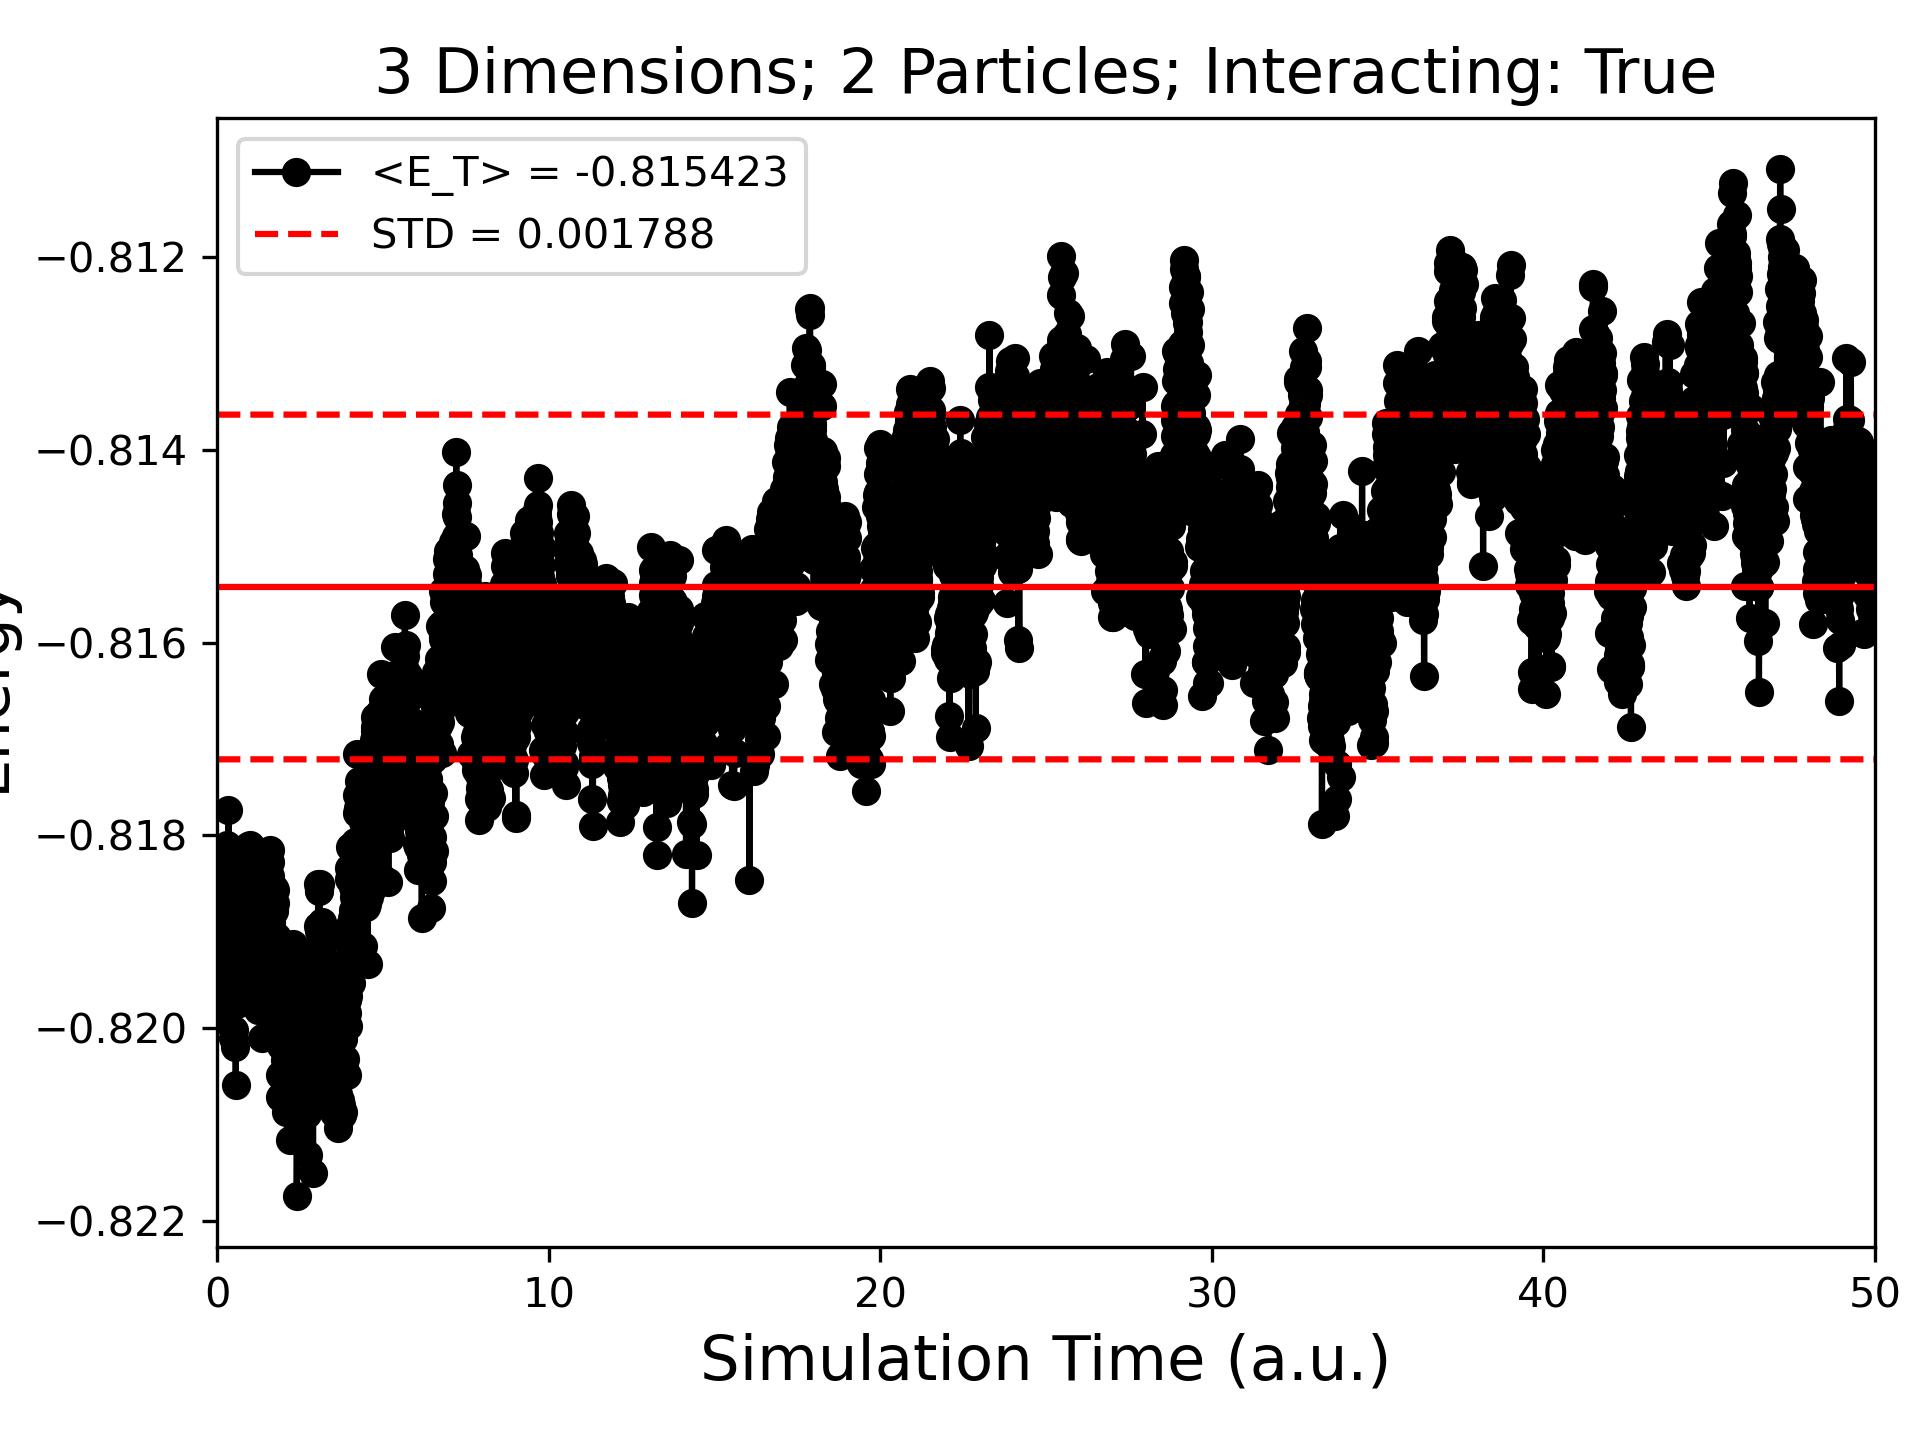 3 Dimensions; 2 Particles; Interacting: True
<E_T> = -0.815423
STD = 0.001788
−0.812
−0.814
−0.816
−0.818
−0.820
−0.822
0 10 20 30 40 50
Simulation Time (a.u.)